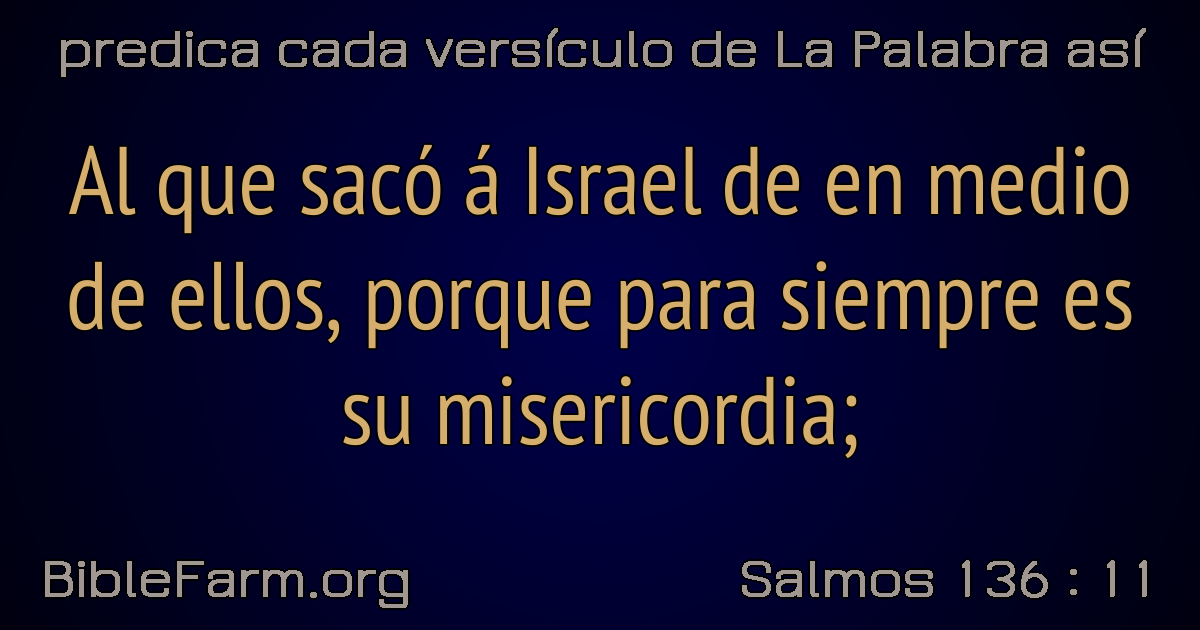 predica cada versículo de La Palabra así
Al que sacó á Israel de en medio
de ellos, porque para siempre es
su misericordia;
BibleFarm.org
Salmos 136 : 11